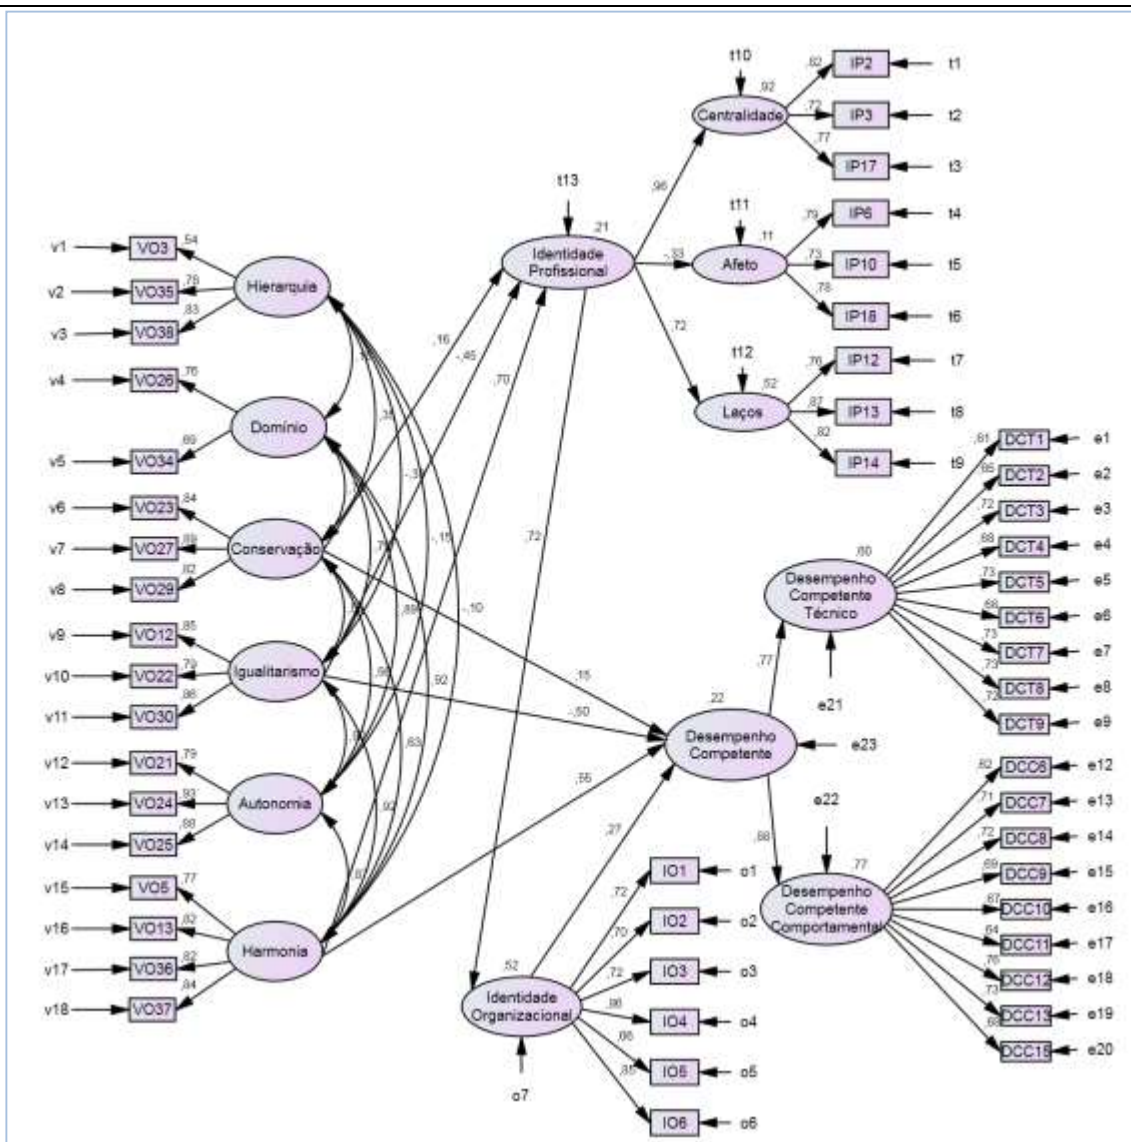 t10
,92
Centralidade
,82
IP2
t1
,72
IP3
t2
,77
IP17
t3
t13
,21
Identidade
Profissional
,96
t11
,11
Afeto
-,33
,79
IP6
t4
,73
IP10
t5
,78
IP18
t6
,72
t12
,52
Laços
,76
IP12
t7
,87
IP13
t8
,82
IP14
t9
v1
VO3
,54
v2
VO35
,78
v3
VO38
,83
Hierarquia
v4
VO26
,76
v5
VO34
,69
Domínio
v6
VO23
,84
v7
VO27
,89
v8
VO29
,82
Conservação
v9
VO12
,85
v10
VO22
,79
v11
VO30
,86
Igualitarismo
v12
VO21
,79
v13
VO24
,93
v14
VO25
,88
Autonomia
v15
VO5
,77
v16
VO13
,82
v17
VO36
,82
v18
VO37
,84
Harmonia
,16
-,46
,70
,35
-,15
-,10
,92
,63
,92
,72
,15
-,50
,55
,27
,22
Desempenho
Competente
e23
,77
,88
,60
Desempenho
Competente
Técnico
e21
,61
DCT1
e1
,65
DCT2
e2
,72
DCT3
e3
,68
DCT4
e4
,73
DCT5
e5
,68
DCT6
e6
,73
DCT7
e7
,73
DCT8
e8
,72
DCT9
e9
e22
,77
Desempenho
Competente
Comportamental
,62
DCC6
e12
,71
DCC7
e13
,72
DCC8
e14
,69
DCC9
e15
,67
DCC10
e16
,64
DCC11
e17
,76
DCC12
e18
,73
DCC13
e19
DCC15
e20
,52
Identidade
Organizacional
o7
,72
IO1
o1
,70
IO2
o2
,72
IO3
o3
,86
IO4
o4
,66
IO5
o5
,85
IO6
o6